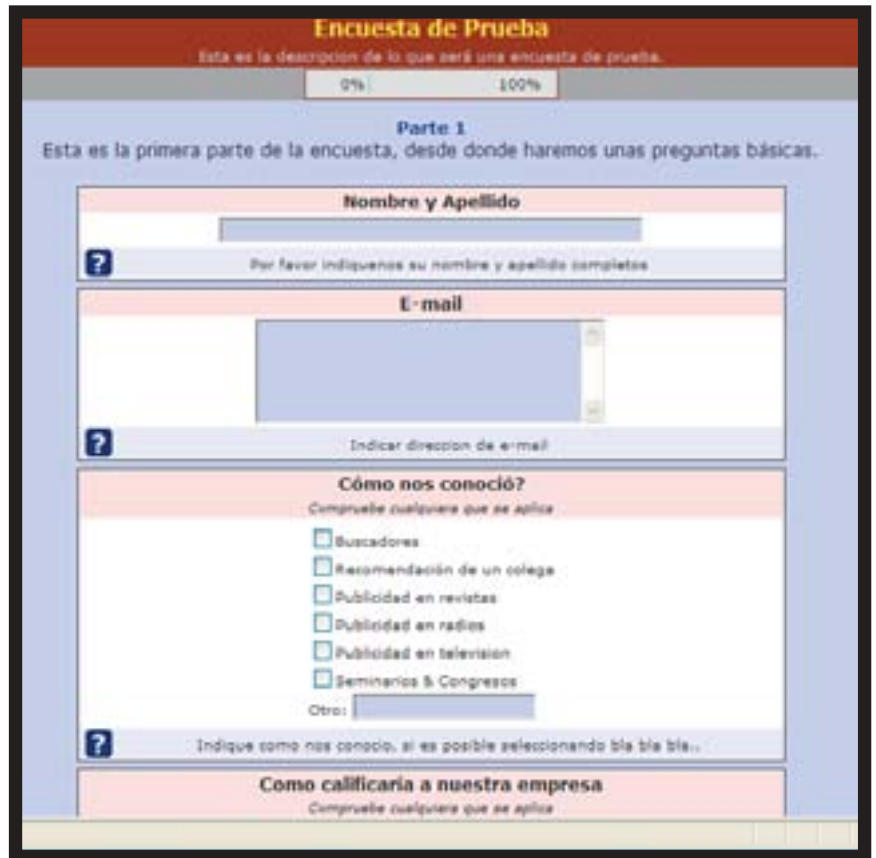 Encuesta de Prueba
Esta es la descripcion de lo que será una encuesta de prueba.
0% 100%
Parte 1
Esta es la primera parte de la encuesta, desde donde haremos unas preguntas básicas.
Nombre y Apellido
?
Por favor indiquenos su nombre y apellido completos
E-mail
?
Indicar direccion de e-mail
Cómo nos conoció?
Compruebe cualquiera que se aplica
Buscadores
Recomendación de un colega
Publicidad en revistas
Publicidad en radios
Publicidad en television
Seminarios & Congresos
Otro:
?
Indique como nos conocio, si es posible seleccionando bla bla bla..
Como calificaría a nuestra empresa
Compruebe cualquiera que se aplica